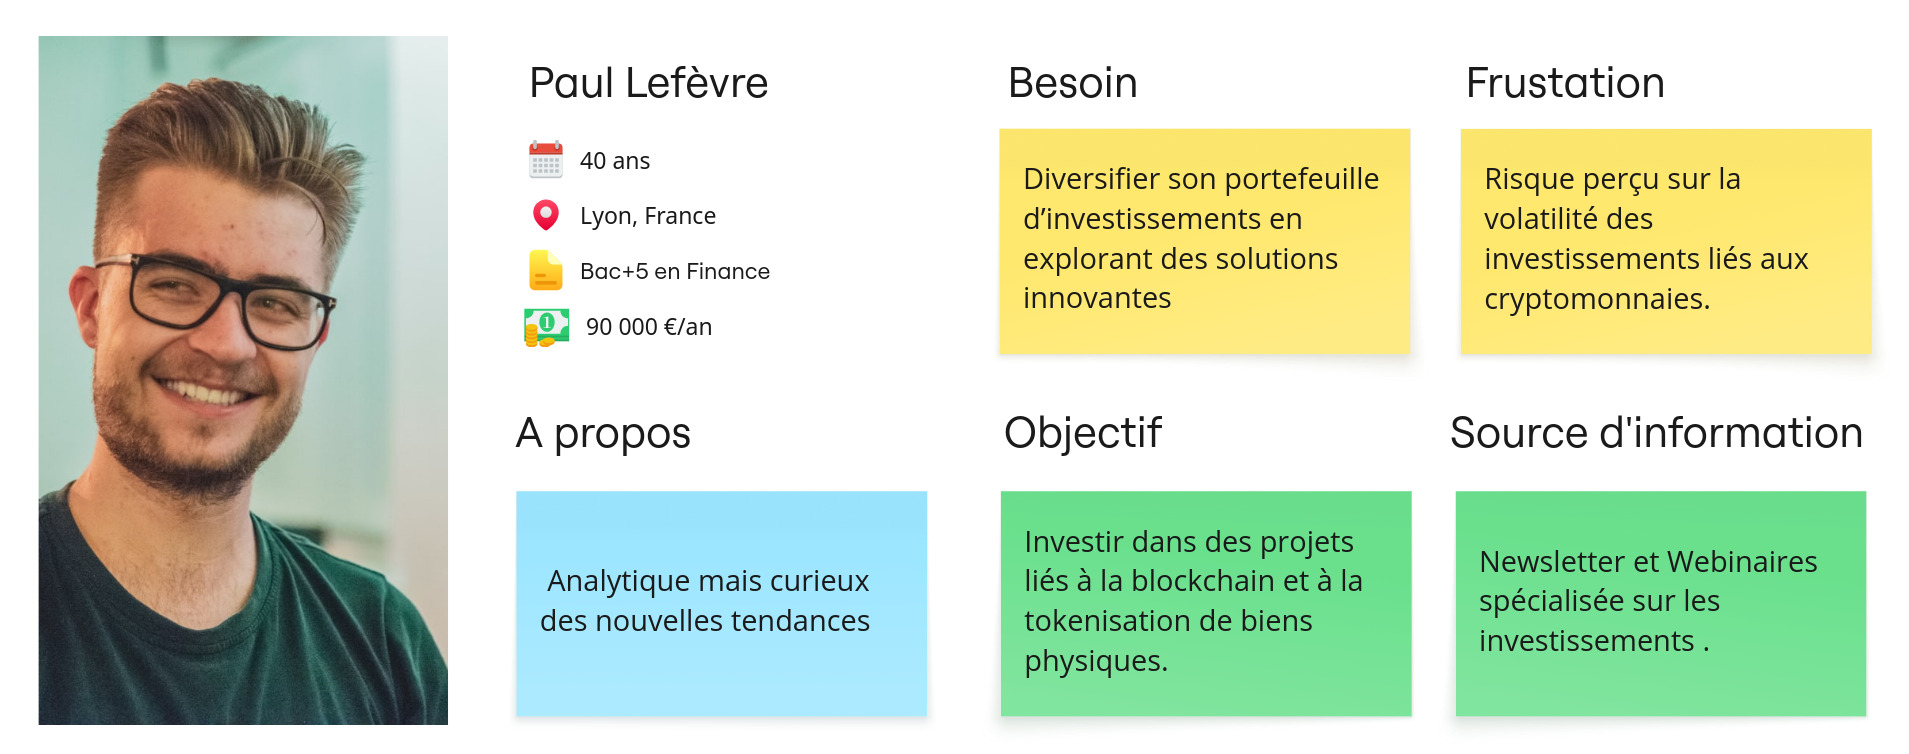 Paul Lefèvre
40 ans
Lyon, France
Bac+5 en Finance
1
90 000 €/an
Besoin
Diversifier son portefeuille
d’investissements en
explorant des solutions
innovantes
Frustation
Risque perçu sur la
volatilité des
investissements liés aux
cryptomonnaies.
A propos
Analytique mais curieux
des nouvelles tendances
Objectif
Investir dans des projets
liés à la blockchain et à la
tokenisation de biens
physiques.
Source d'information
Newsletter et Webinaires
spécialisée sur les
investissements .